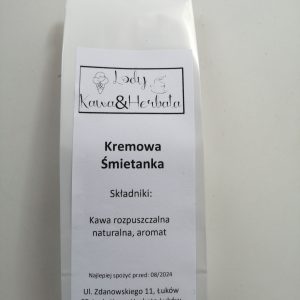 Lody
Kawa&Herbata
Kremowa
Śmietanka
Składniki:
Kawa rozpuszczalna
naturalna, aromat
Najlepiej spożyć przed: 08/2024
Ul. Zdanowskiego 11, Łuków